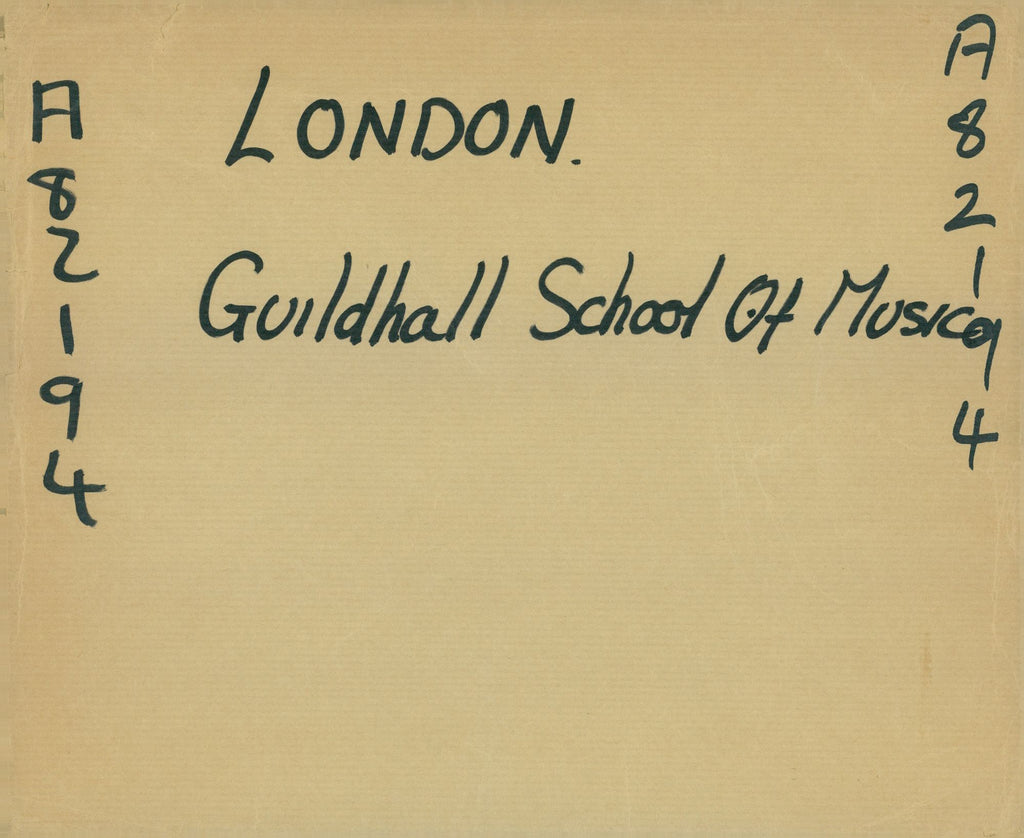 A82194
LONDON.
Guildhall School Of Music
A82194